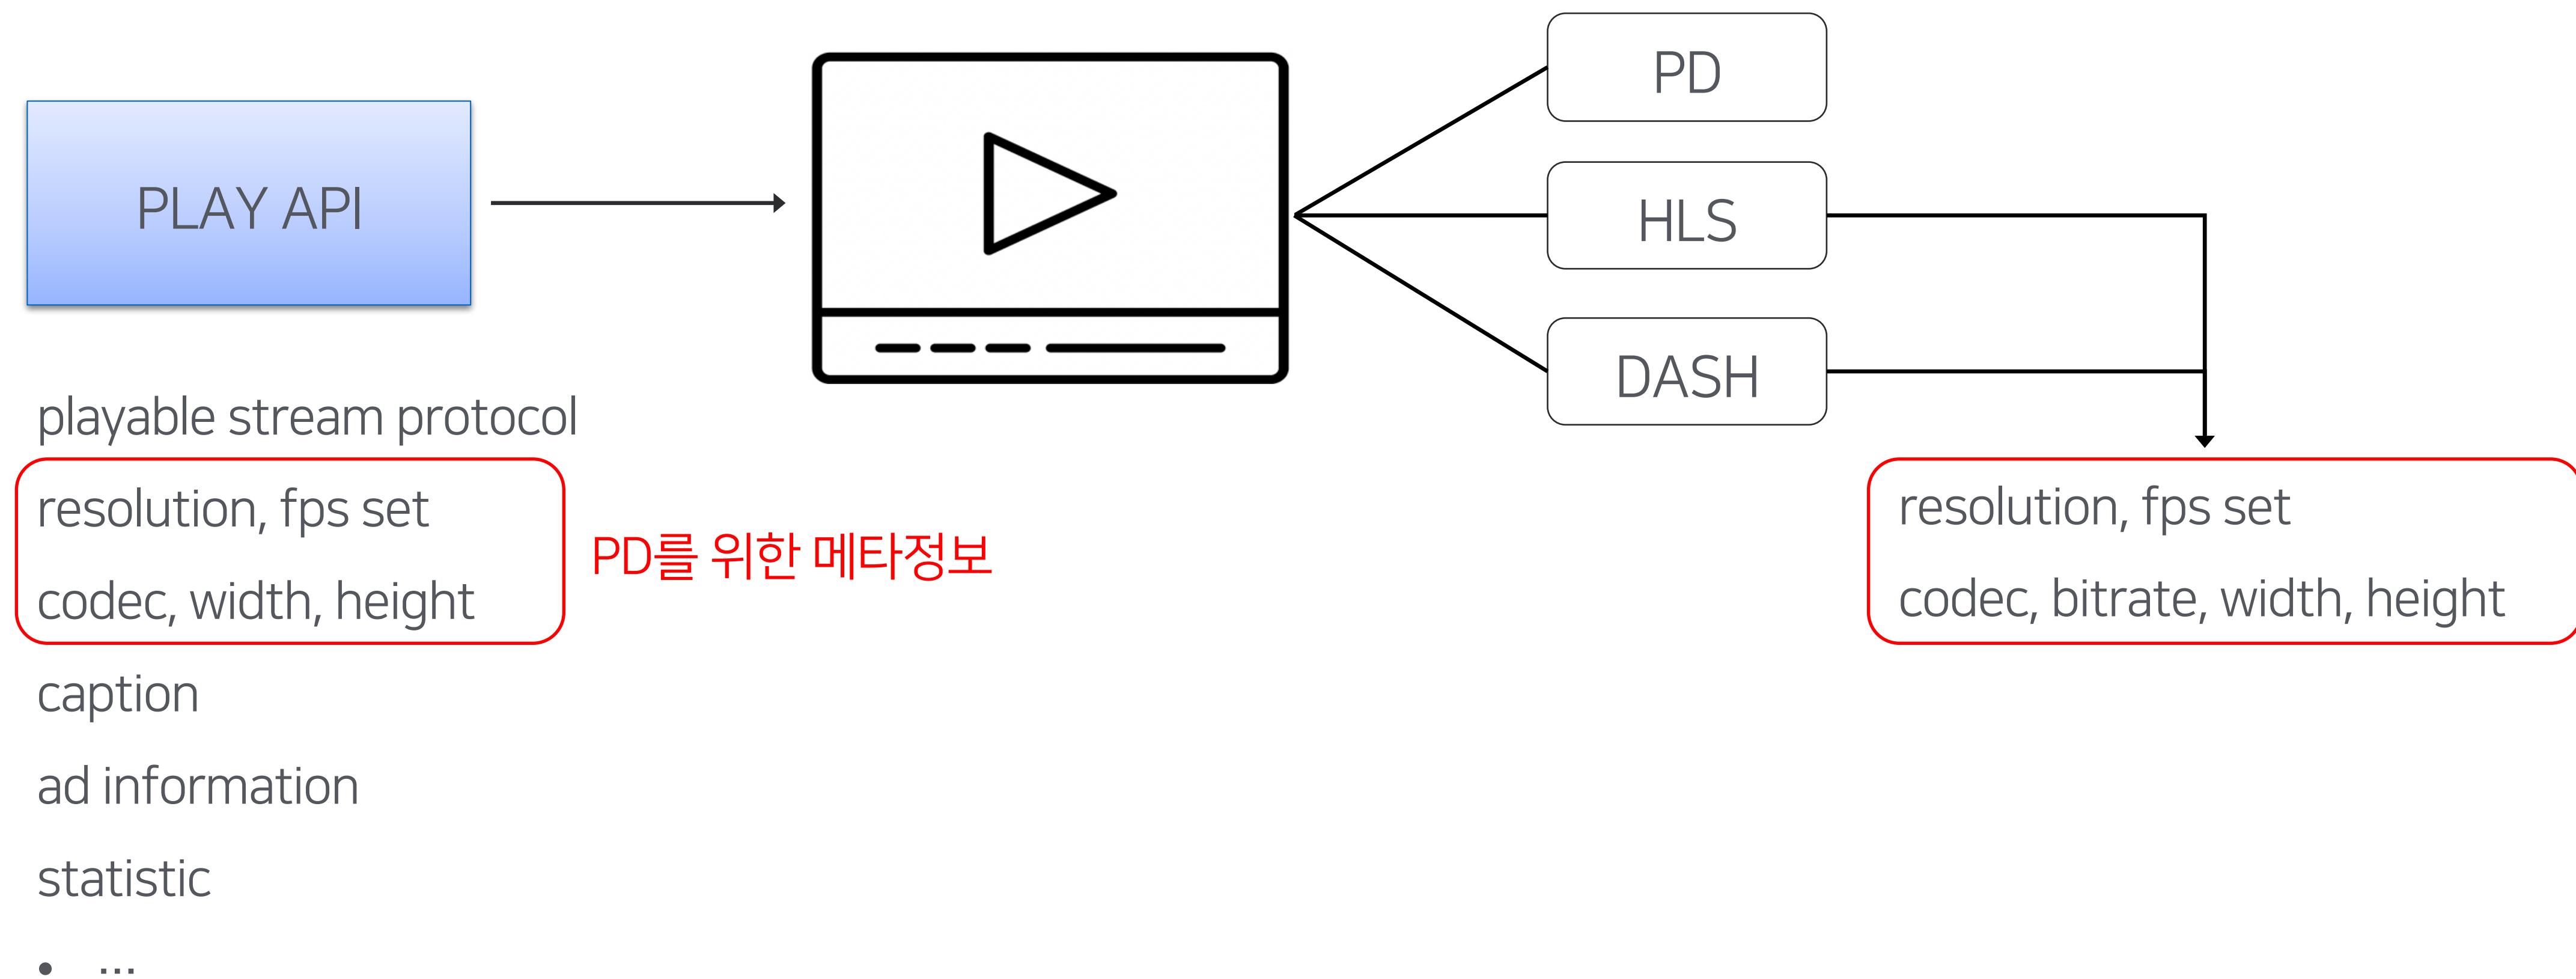 PLAY API
PD
HLS
DASH
playable stream protocol
resolution, fps set
codec, width, height
PD를 위한 메타정보
caption
ad information
statistic
• ...
resolution, fps set
codec, bitrate, width, height